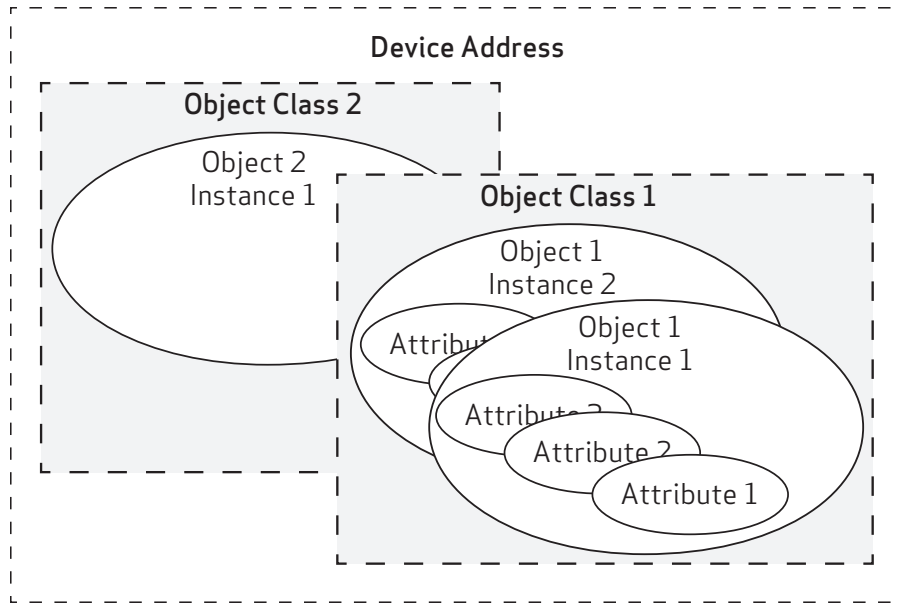 Device Address
Object Class 2
Object 2
Instance 1
Object Class 1
Object 1
Instance 2
Object 1
Instance 1
Attribute
Attribute 2
Attribute 1